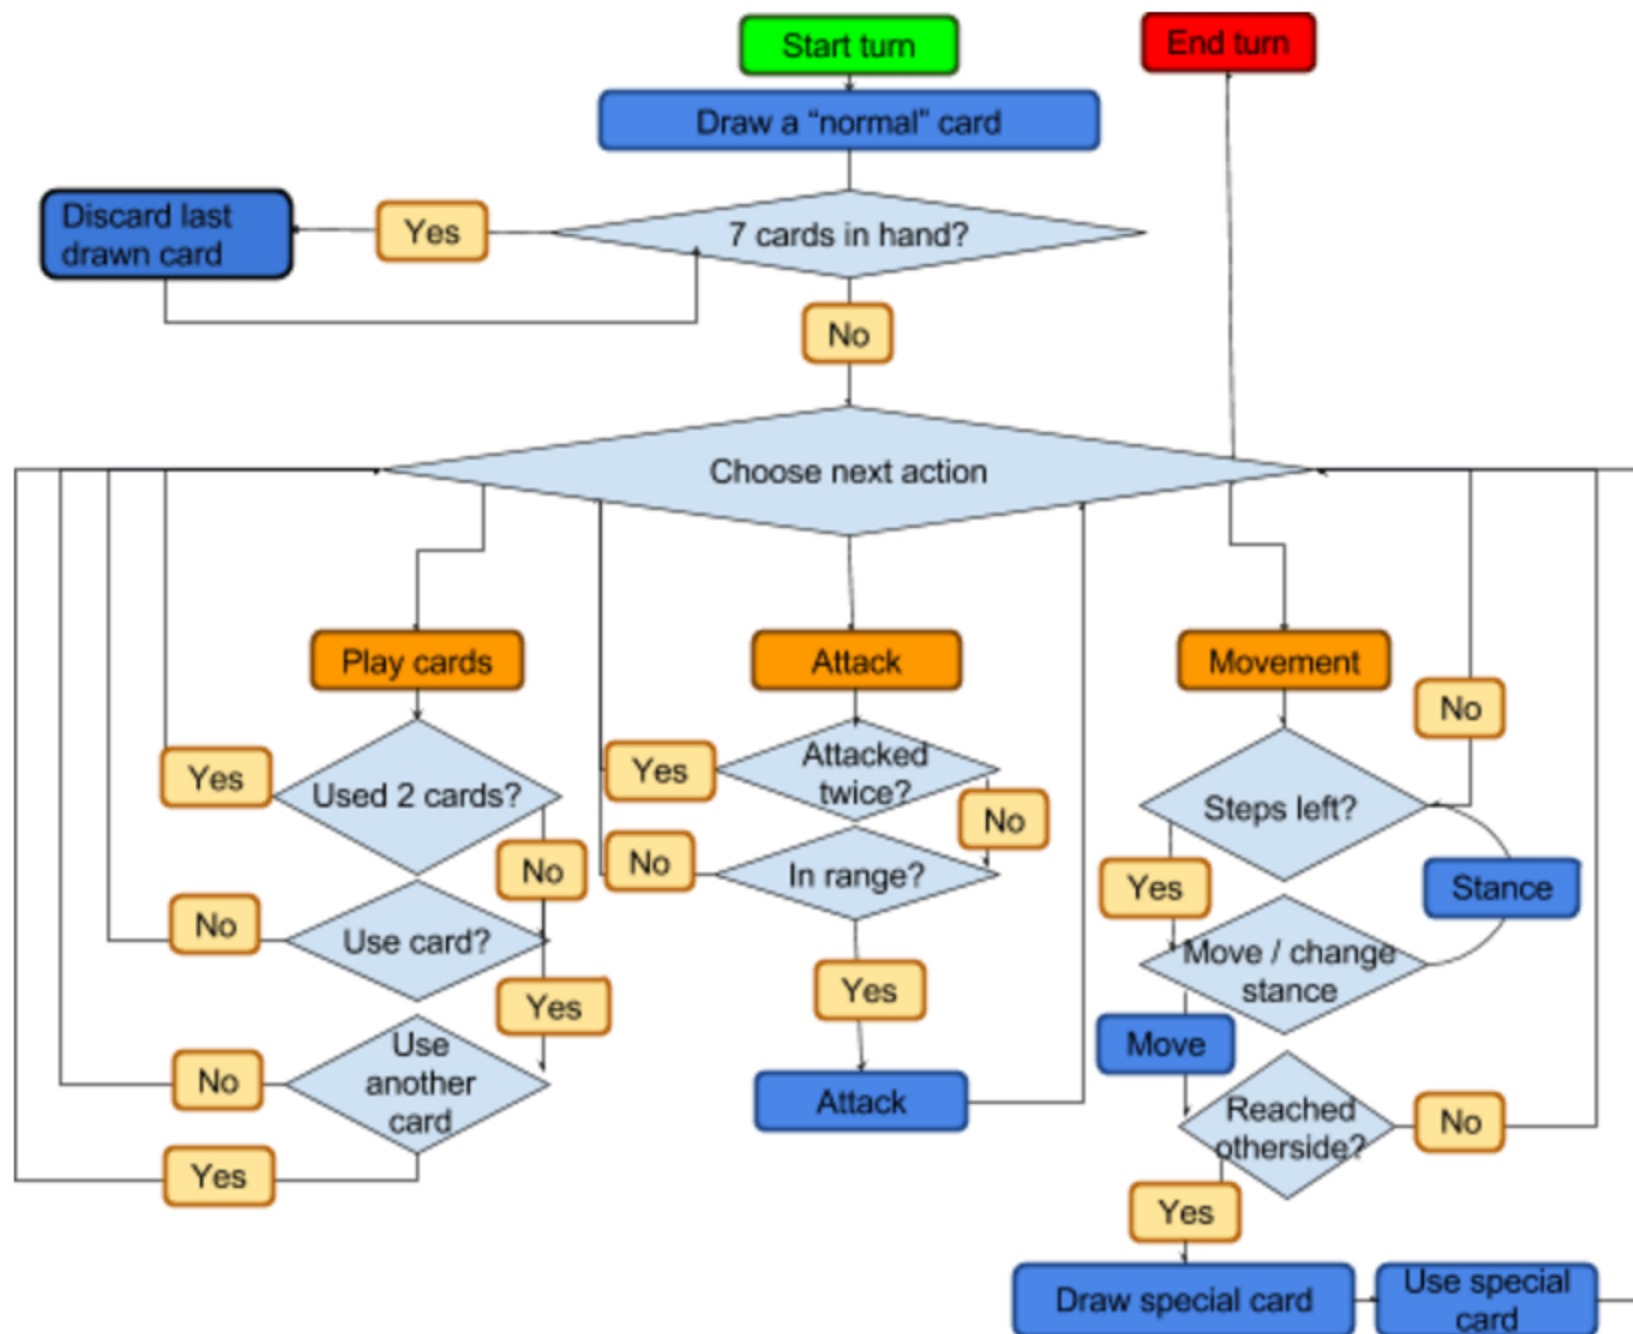 Start turn
End turn
Draw a “normal” card
Discard last
drawn card
Yes
7 cards in hand?
No
Choose next action
Play cards
Attack
Movement
No
Yes
Used 2 cards?
Yes
Attacked
twice?
No
Steps left?
No
No
In range?
Yes
Stance
No
Use card?
Move / change
stance
Yes
Yes
Move
Use
another
card
No
Attack
Reached
otherside?
No
Yes
Yes
Draw special card
Use special
card